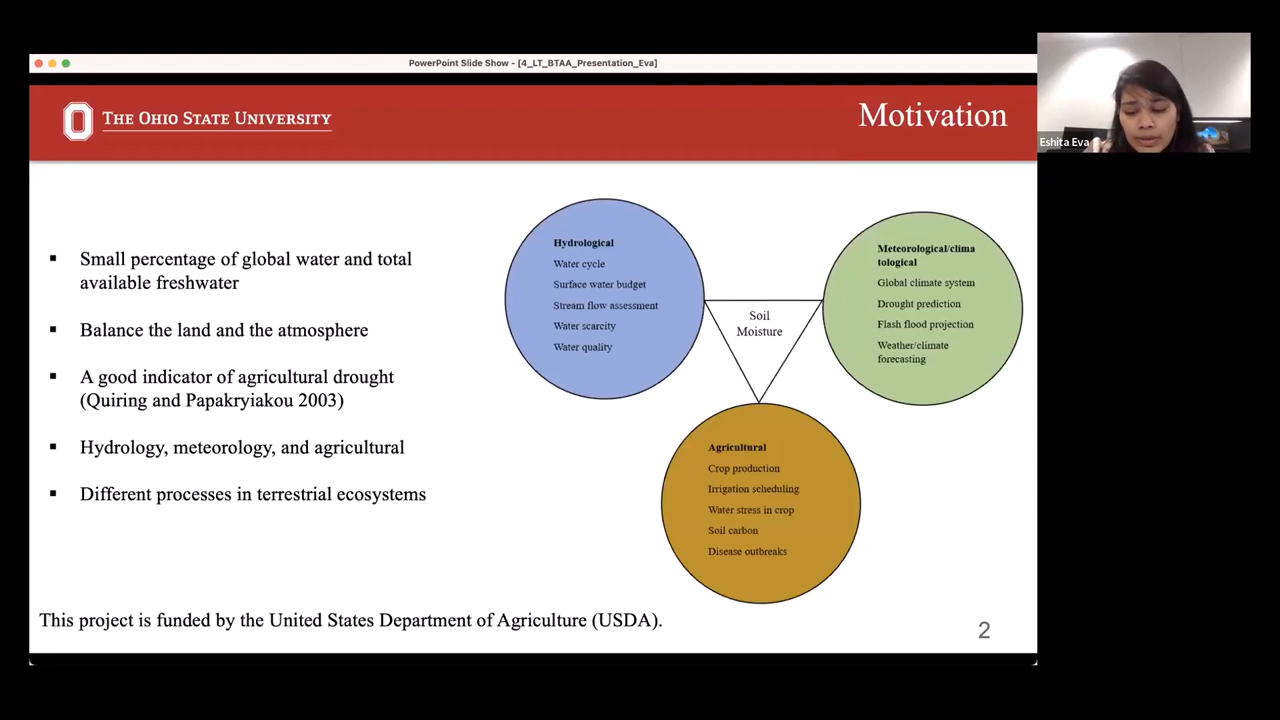 PowerPoint Slide Show - [4_LT_BTAA_Presentation_Eva]
THE OHIO STATE UNIVERSITY
Motivation
Eshita Eva
▪ Small percentage of global water and total
available freshwater
▪ Balance the land and the atmosphere
▪ A good indicator of agricultural drought
(Quiring and Papakryiakou 2003)
▪ Hydrology, meteorology, and agricultural
▪ Different processes in terrestrial ecosystems
Hydrological
Water cycle
Surface water budget
Stream flow assessment
Water scarcity
Water quality
Soil
Moisture
Meteorological/clima
tological
Global climate system
Drought prediction
Flash flood projection
Weather/climate
forecasting
Agricultural
Crop production
Irrigation scheduling
Water stress in crop
Soil carbon
Disease outbreaks
This project is funded by the United States Department of Agriculture (USDA).
2